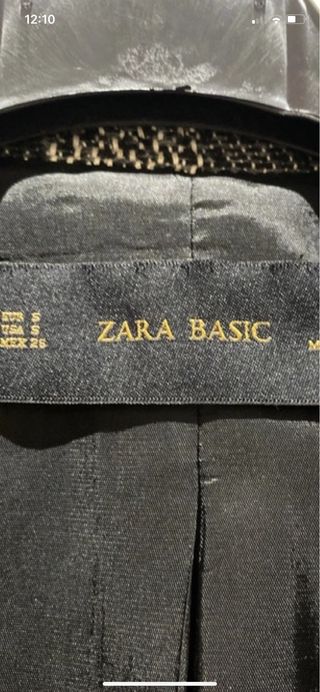 12:10
EUR S
USA S
MEX 26
ZARA BASIC
M